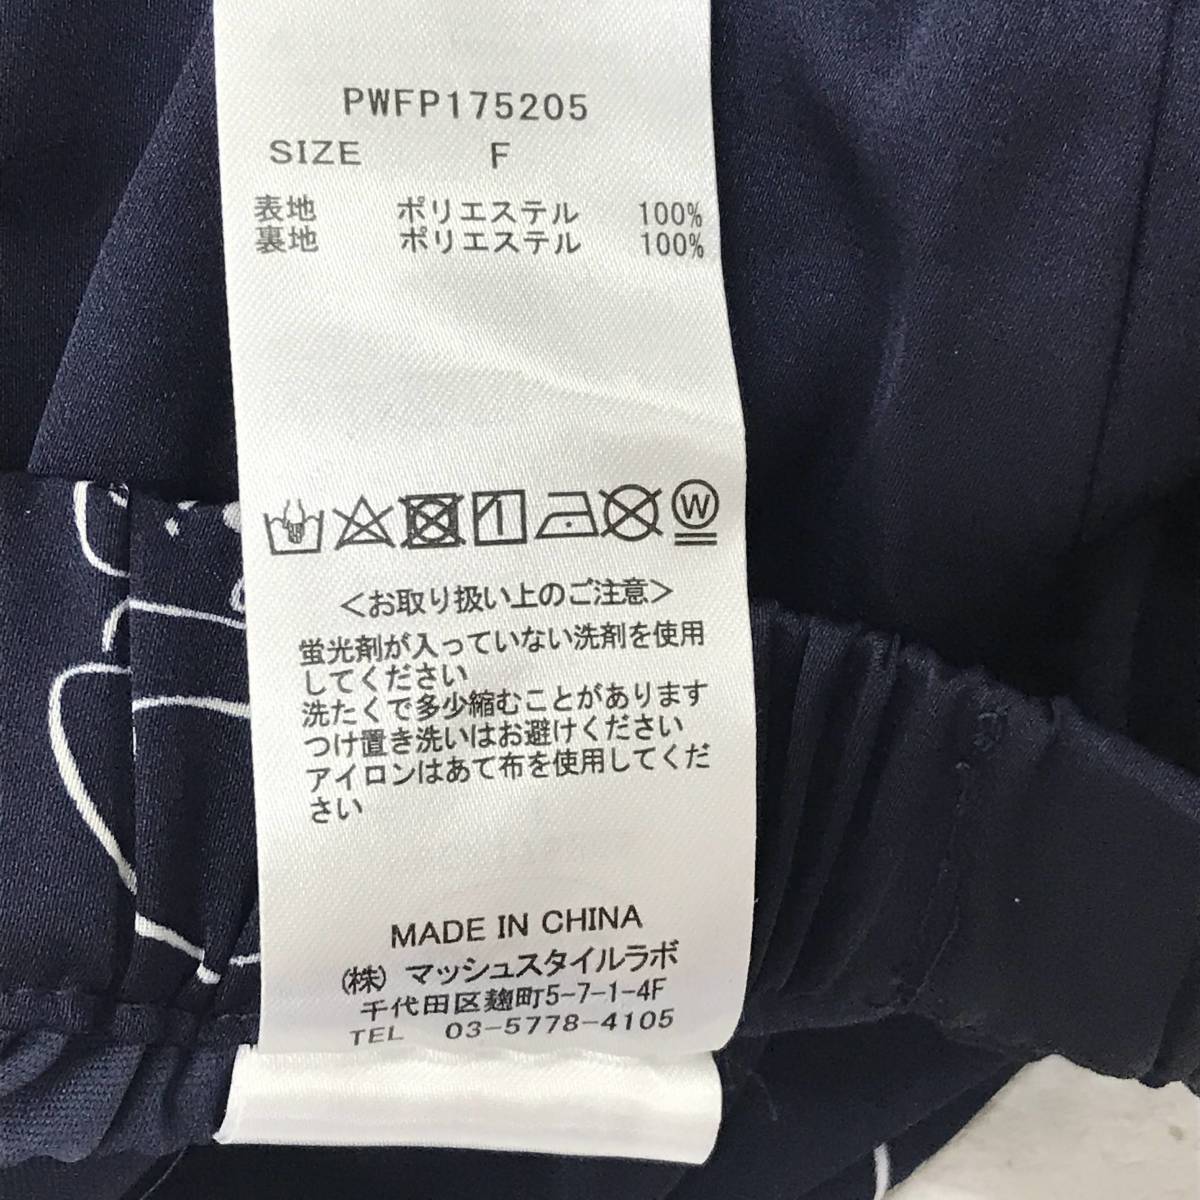 PWFP175205
SIZE F
表地 ポリエステル 100%
裏地 ポリエステル 100%
W
<お取り扱い上のご注意>
蛍光剤が入っていない洗剤を使用
してください
洗たくで多少縮むことがあります
つけ置き洗いはお避けください
アイロンはあて布を使用してくだ
さい
MADE IN CHINA
(株) マッシュスタイルラボ
千代田区麹町5-7-1-4F
TEL 03-5778-4105